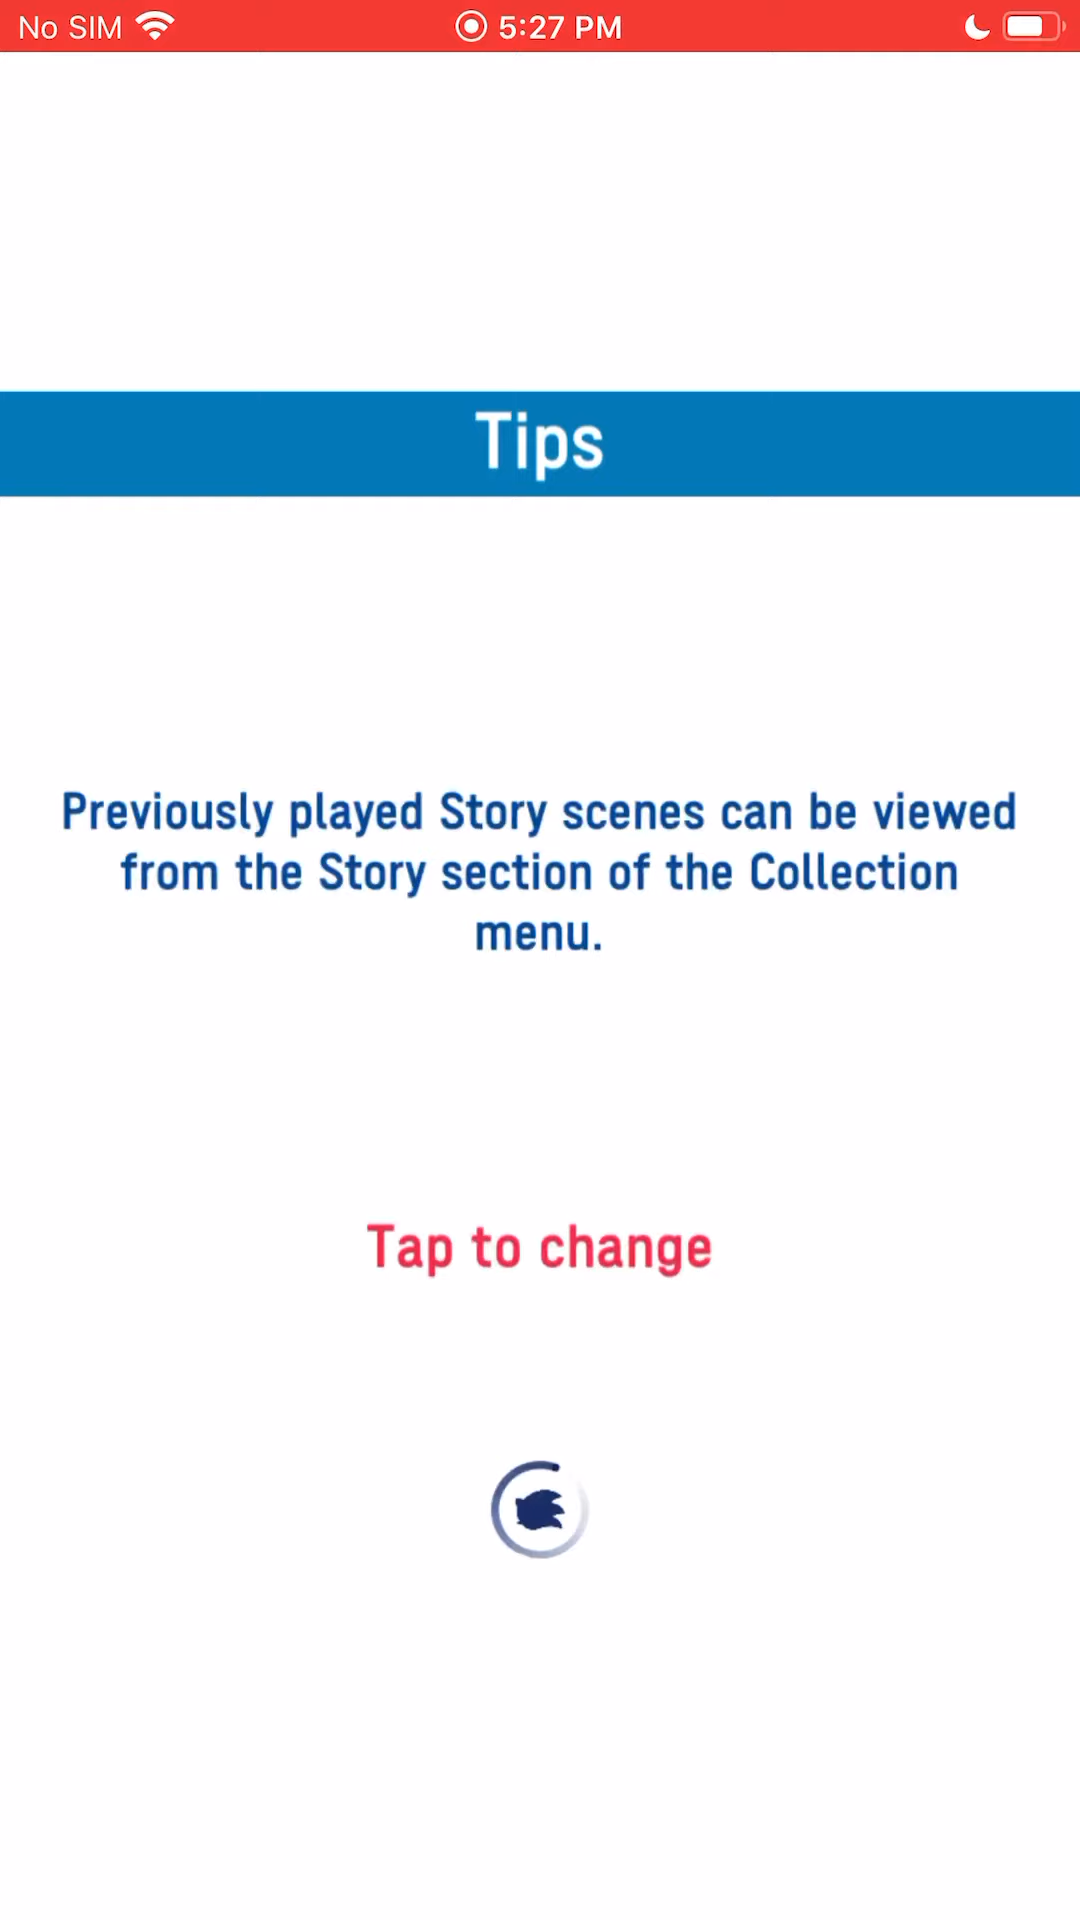 No SIM 5:27 PM
Tips
Previously played Story scenes can be viewed
from the Story section of the Collection
menu.
Tap to change